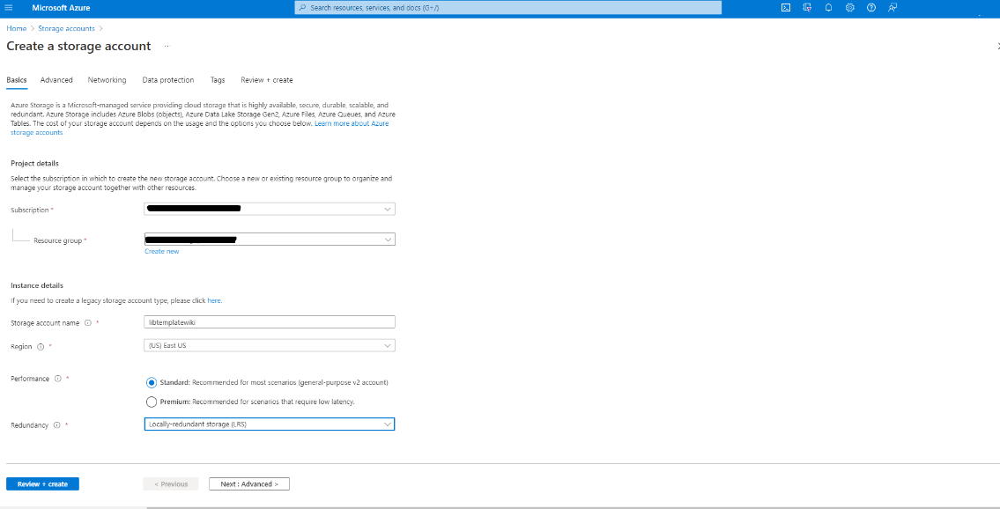 Microsoft Azure
Search resources, services, and docs (G+/)
Home > Storage accounts >
Create a storage account ...
Basics Advanced Networking Data protection Tags Review + create
Azure Storage is a Microsoft-managed service providing cloud storage that is highly available, secure, durable, scalable, and
redundant. Azure Storage includes Azure Blobs (objects), Azure Data Lake Storage Gen2, Azure Files, Azure Queues, and Azure
Tables. The cost of your storage account depends on the usage and the options you choose below. Learn more about Azure
storage accounts
Project details
Select the subscription in which to create the new storage account. Choose a new or existing resource group to organize and
manage your storage account together with other resources.
Subscription *
Resource group *
Create new
Instance details
If you need to create a legacy storage account type, please click here.
Storage account name * libtemplatewiki
Region * (US) East US
Performance * Standard: Recommended for most scenarios (general-purpose v2 account)
Premium: Recommended for scenarios that require low latency.
Redundancy * Locally-redundant storage (LRS)
Review + create < Previous Next : Advanced >